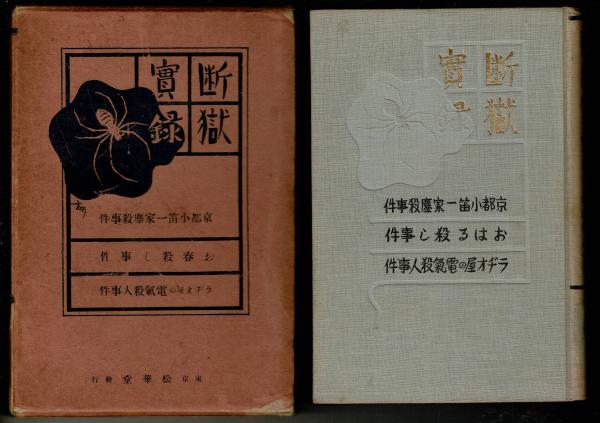 断獄
實録
京都小笛一家鏖殺事件
お春殺し事件
ラヂオ屋の電氣殺人事件
東京 松華堂 發行
断獄
實録
京都小笛一家鏖殺事件
おはる殺し事件
ラヂオ屋の電氣殺人事件